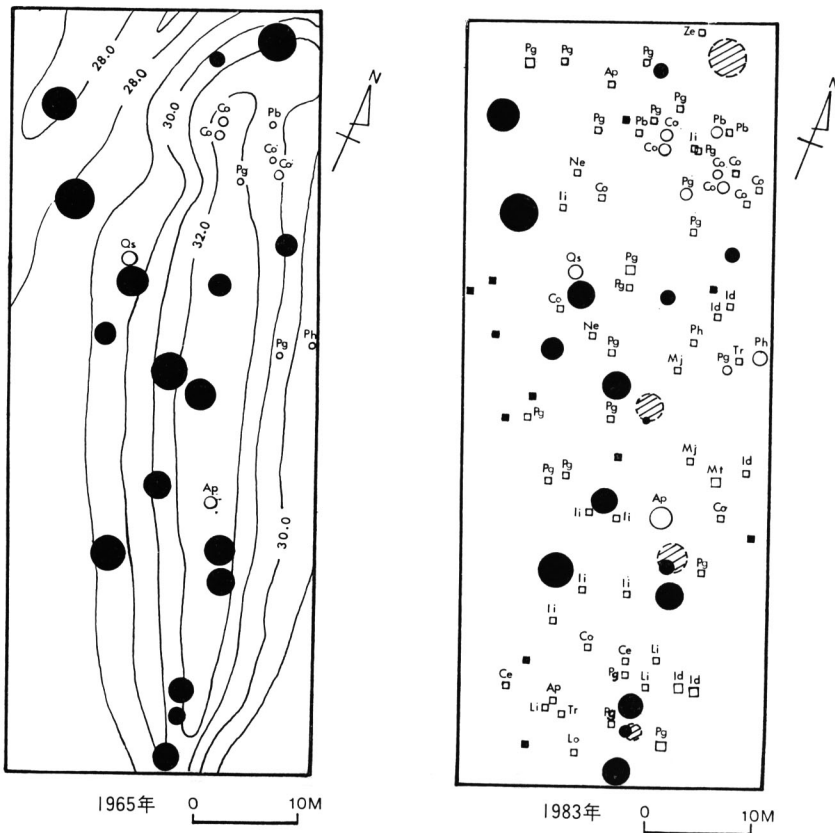 28.0
28.0
30.0
Co
Co
Pb
Co
Co
Pg
32.0
Qs
Ph
Pg
Ap
30.0
N
1965年 0 10M
Ze
Pg Pg Pg
Ap
Pg
Pg Pb Pg Co Pb Pb
Co Ii Pg
Ne Co Co
Ii Co Pg Co Co
Pg
Qs Pg
Pg
Co Id Id
Ne Pg Ph Tr Ph
Mj Pg
Pg Pg
Mj Id
Pg Pg Mt
Ii Ii Ap Co
Pg
Ii Ii
Ii
Co Ce Li
Ce Pg Li Id Id
Ap
Li Tr Pg
Lo Pg
N
1983年 0 10M